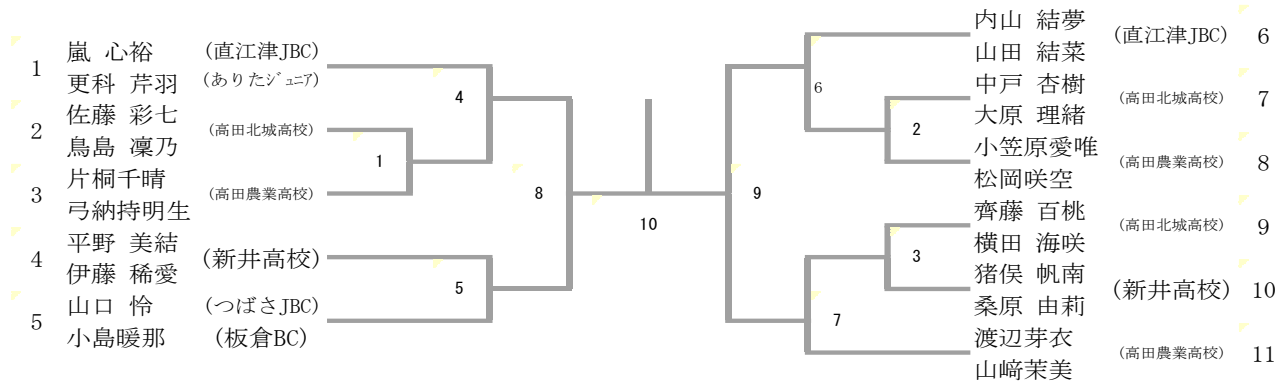 1 嵐 心裕 (直江津JBC)
更科 芹羽 (ありたジュニア)
2 佐藤 彩七 (高田北城高校)
鳥島 凜乃
3 片桐千晴 (高田農業高校)
弓納持明生
4 平野 美結 (新井高校)
伊藤 稀愛
5 山口 怜 (つばさJBC)
小島暖那 (板倉BC)
4
1
8
5
10
9
6
2
3
7
内山 結夢 (直江津JBC) 6
山田 結菜
中戸 杏樹 (高田北城高校) 7
大原 理緒
小笠原愛唯 (高田農業高校) 8
松岡咲空
齊藤 百桃 (高田北城高校) 9
横田 海咲
猪俣 帆南 (新井高校) 10
桑原 由莉
渡辺芽衣 (高田農業高校) 11
山﨑茉美